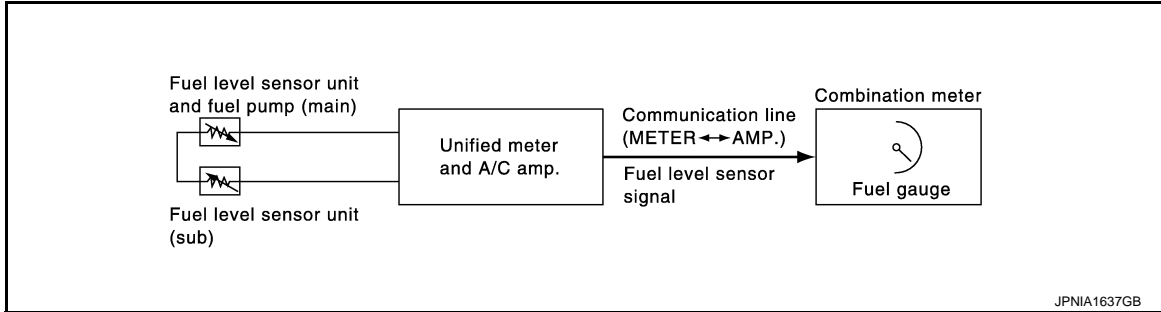 Fuel level sensor unit
and fuel pump (main)
Fuel level sensor unit
(sub)
Unified meter
and A/C amp.
Communication line
(METER↔AMP.)
Fuel level sensor
signal
Combination meter
Fuel gauge
JPNIA1637GB